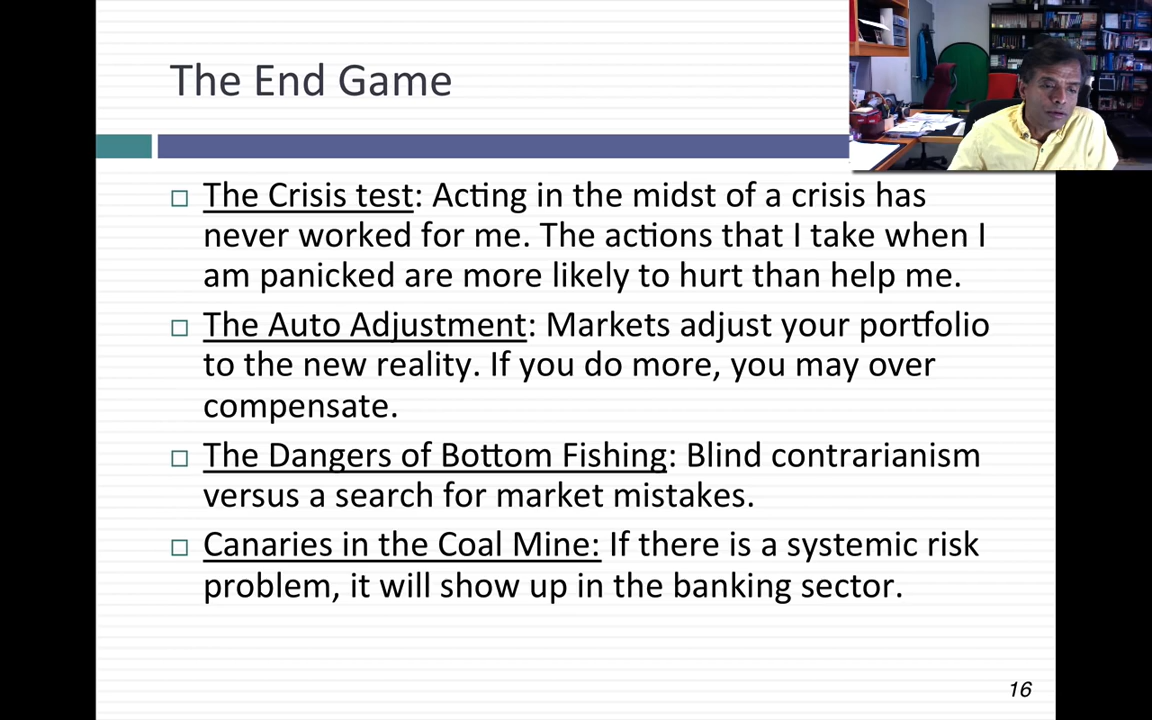 The End Game
The Crisis test: Acting in the midst of a crisis has
never worked for me. The actions that I take when I
am panicked are more likely to hurt than help me.
The Auto Adjustment: Markets adjust your portfolio
to the new reality. If you do more, you may over
compensate.
The Dangers of Bottom Fishing: Blind contrarianism
versus a search for market mistakes.
Canaries in the Coal Mine: If there is a systemic risk
problem, it will show up in the banking sector.
16